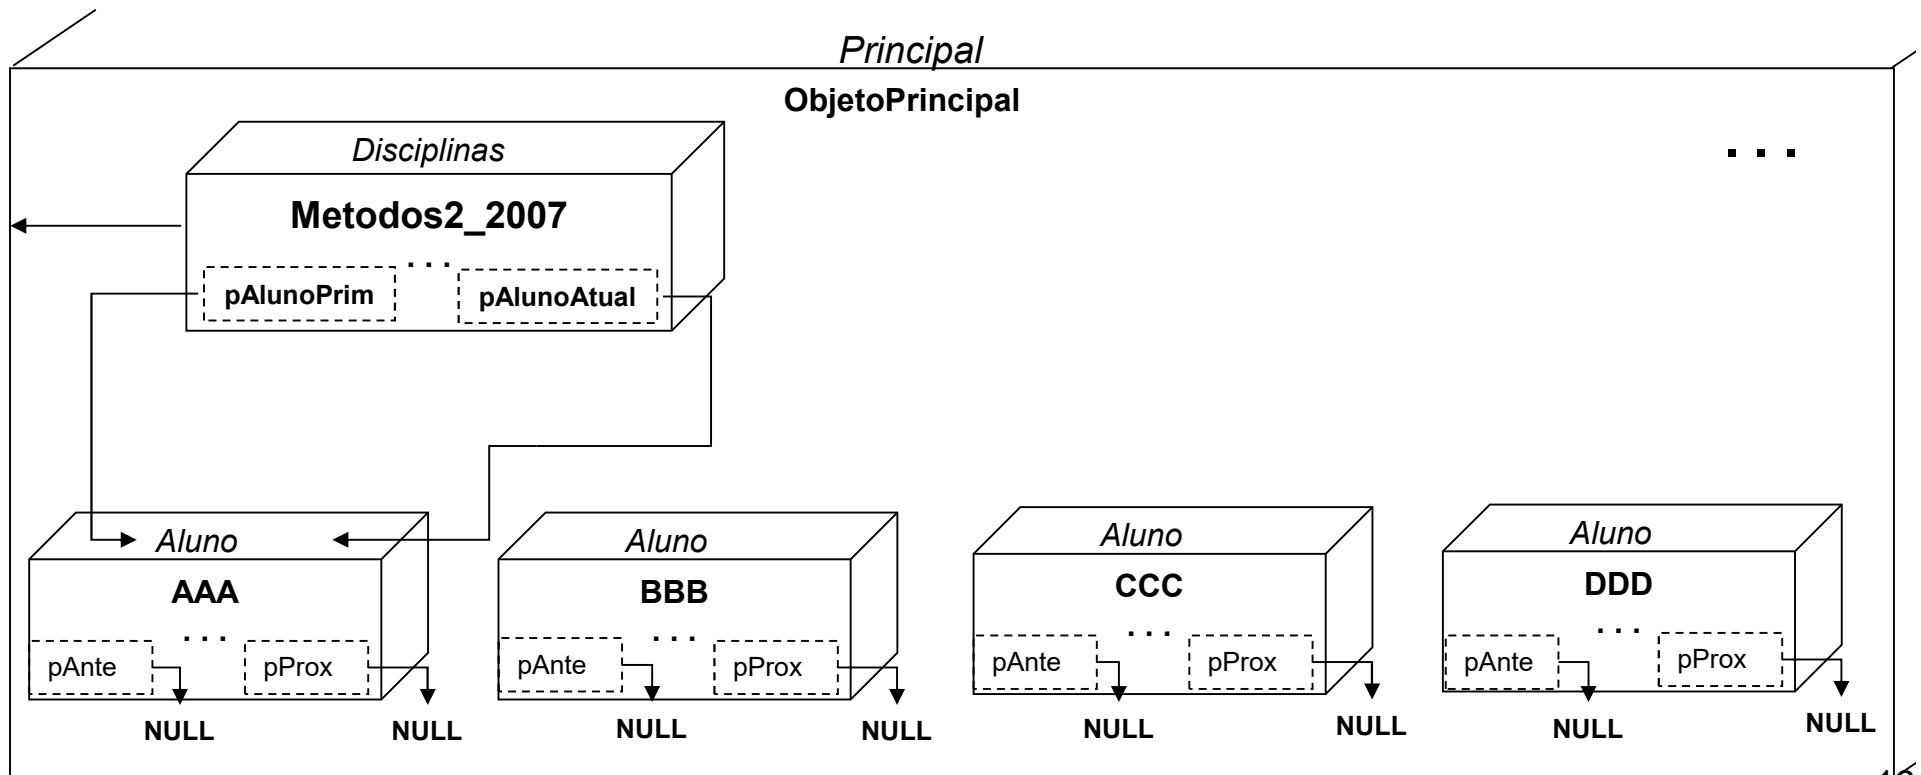 Principal
ObjetoPrincipal
Disciplinas
. . .
Metodos2_2007
. . .
pAlunoPrim
pAlunoAtual
Aluno
AAA
. . .
pAnte
pProx
NULL
NULL
Aluno
BBB
. . .
pAnte
pProx
NULL
NULL
Aluno
CCC
. . .
pAnte
pProx
NULL
NULL
Aluno
DDD
. . .
pAnte
pProx
NULL
NULL